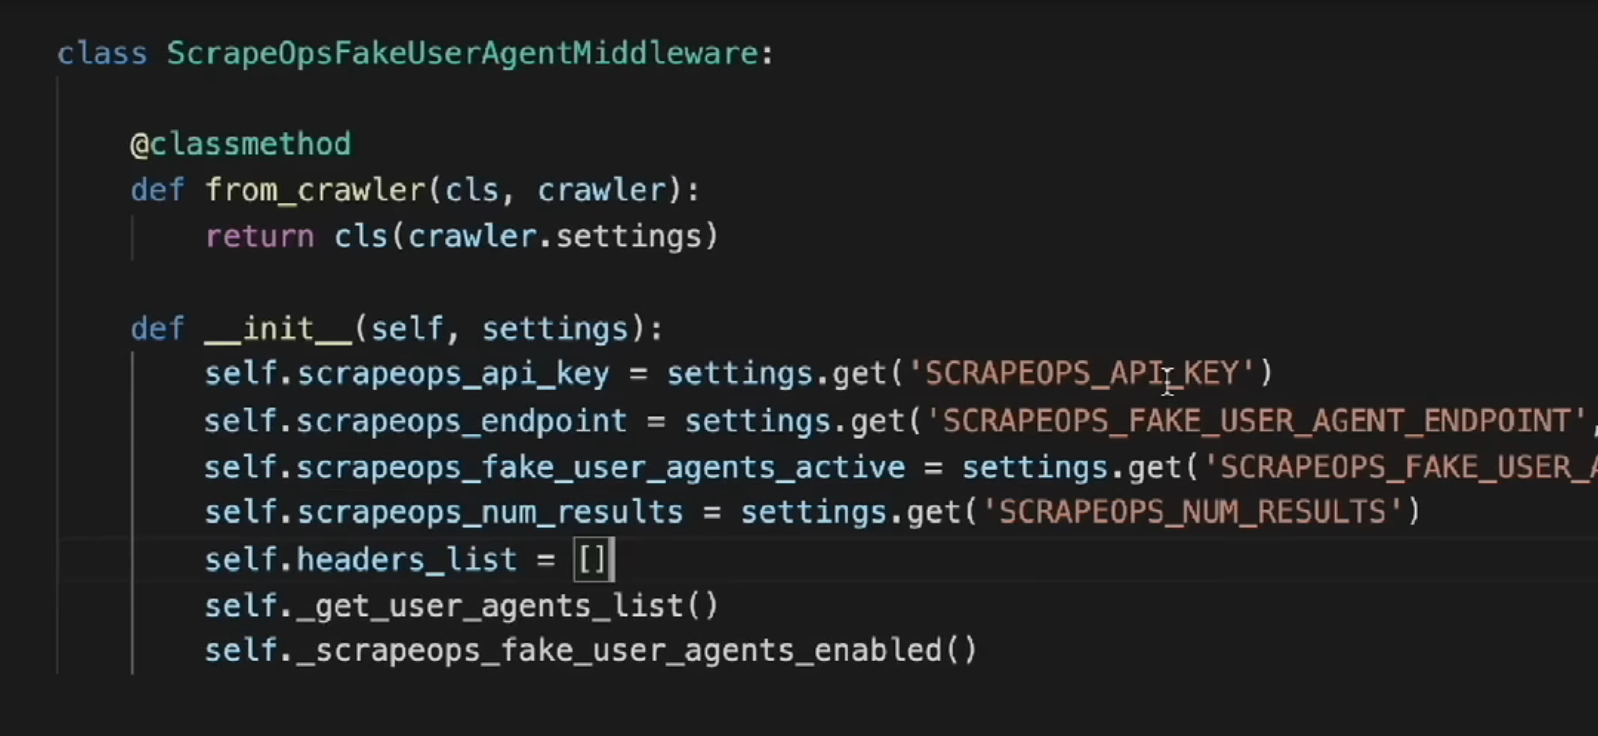 class ScrapeOpsFakeUserAgentMiddleware:
@classmethod
def from_crawler(cls, crawler):
return cls(crawler.settings)
def __init__(self, settings):
self.scrapeops_api_key = settings.get('SCRAPEOPS_API_KEY')
self.scrapeops_endpoint = settings.get('SCRAPEOPS_FAKE_USER_AGENT_ENDPOINT',
self.scrapeops_fake_user_agents_active = settings.get('SCRAPEOPS_FAKE_USER_A
self.scrapeops_num_results = settings.get('SCRAPEOPS_NUM_RESULTS')
self.headers_list = []
self._get_user_agents_list()
self._scrapeops_fake_user_agents_enabled()